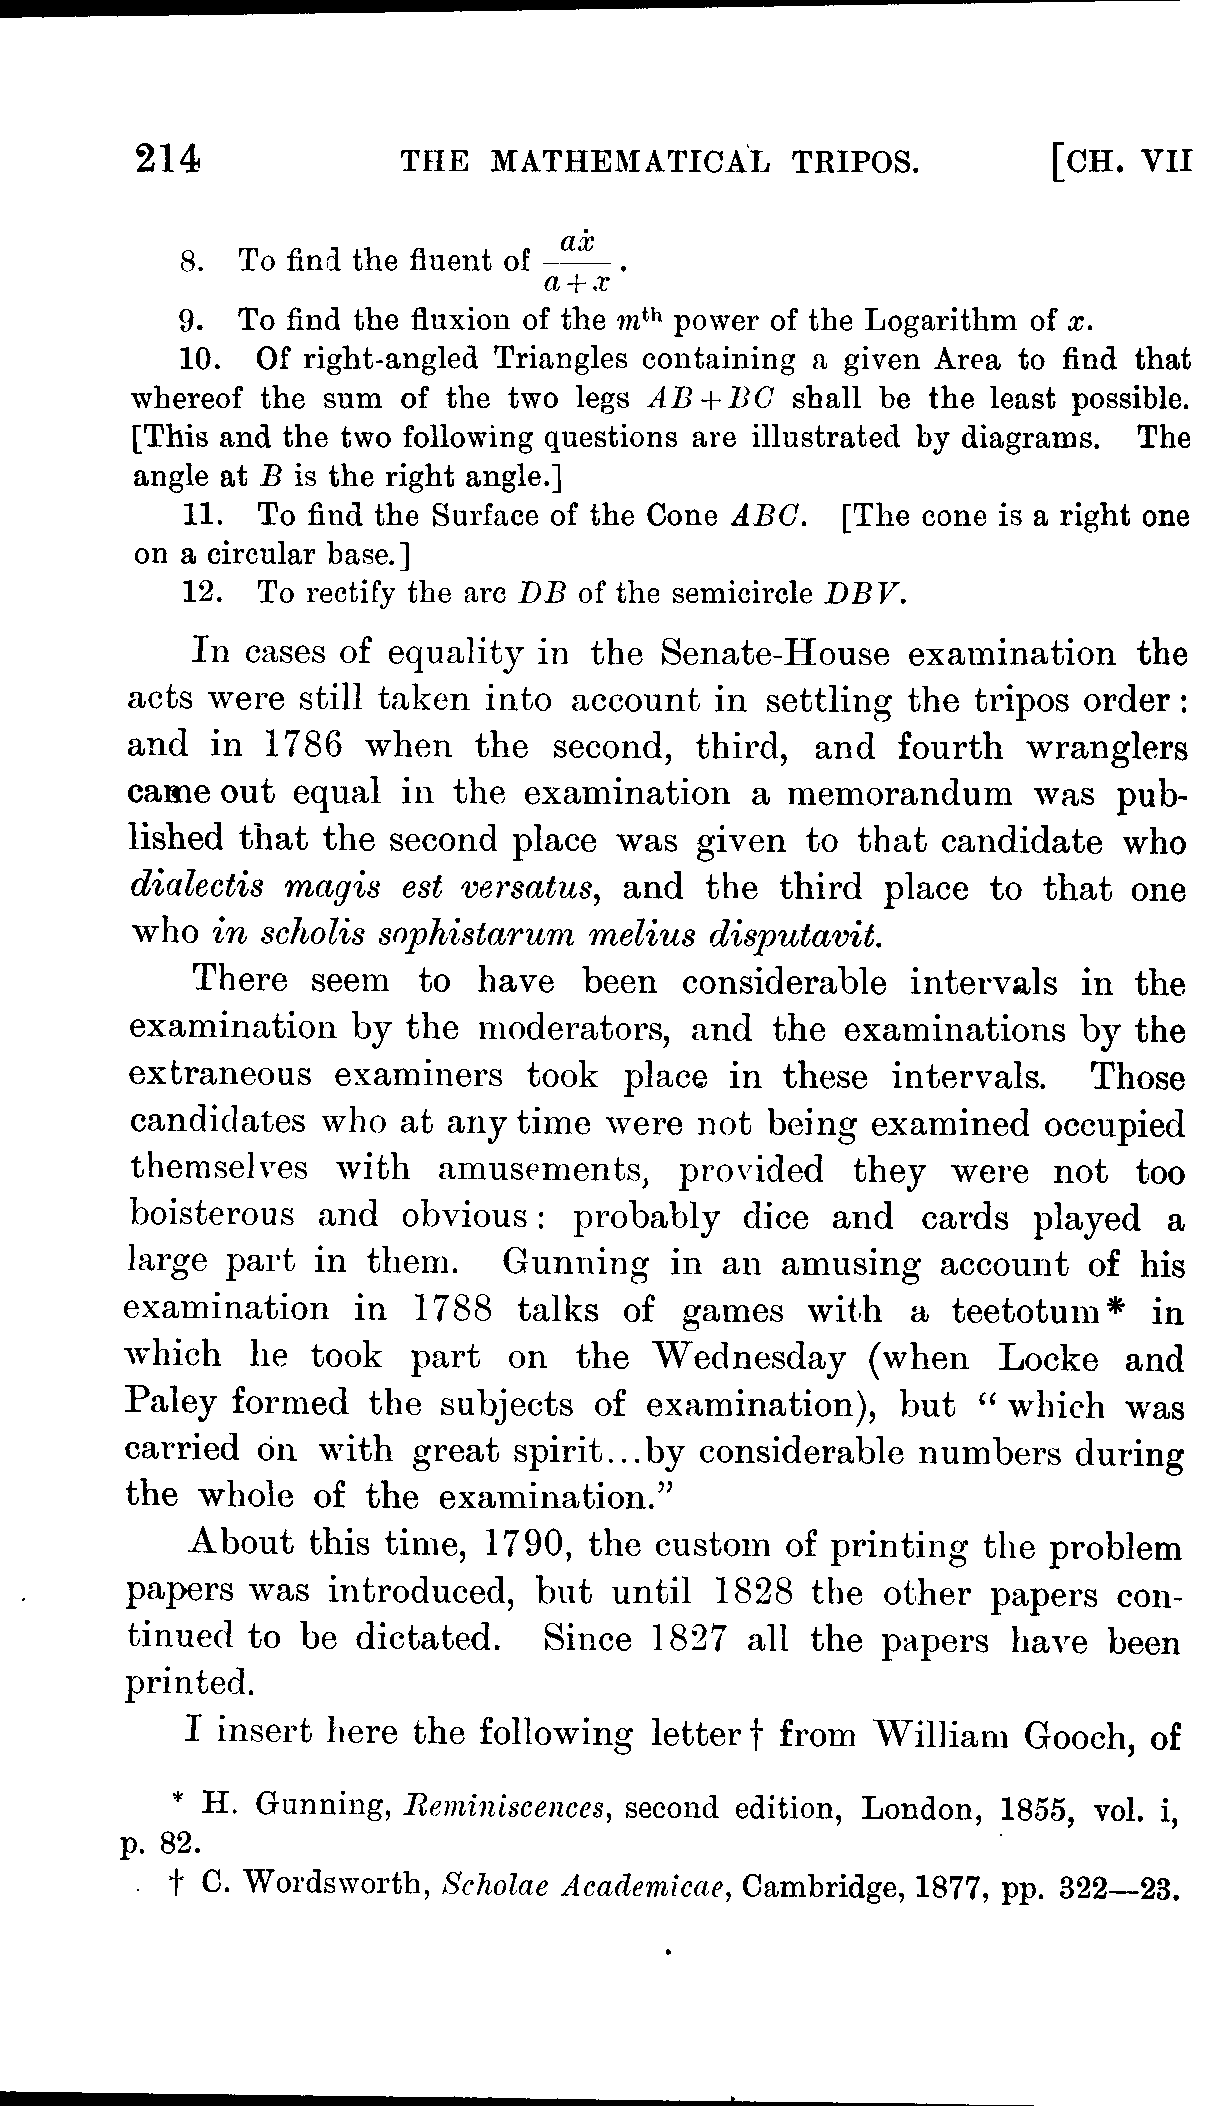 214 THE MATHEMATICAL TRIPOS. [CH. VII
8. To find the fluent of aẋ/(a + x).
9. To find the fluxion of the mᵗʰ power of the Logarithm of x.
10. Of right-angled Triangles containing a given Area to find that
whereof the sum of the two legs AB + BC shall be the least possible.
[This and the two following questions are illustrated by diagrams. The
angle at B is the right angle.]
11. To find the Surface of the Cone ABC. [The cone is a right one
on a circular base.]
12. To rectify the arc DB of the semicircle DBV.
In cases of equality in the Senate-House examination the
acts were still taken into account in settling the tripos order:
and in 1786 when the second, third, and fourth wranglers
came out equal in the examination a memorandum was pub-
lished that the second place was given to that candidate who
dialectis magis est versatus, and the third place to that one
who in scholis sophistarum melius disputavit.
There seem to have been considerable intervals in the
examination by the moderators, and the examinations by the
extraneous examiners took place in these intervals. Those
candidates who at any time were not being examined occupied
themselves with amusements, provided they were not too
boisterous and obvious: probably dice and cards played a
large part in them. Gunning in an amusing account of his
examination in 1788 talks of games with a teetotum* in
which he took part on the Wednesday (when Locke and
Paley formed the subjects of examination), but "which was
carried on with great spirit...by considerable numbers during
the whole of the examination."
About this time, 1790, the custom of printing the problem
papers was introduced, but until 1828 the other papers con-
tinued to be dictated. Since 1827 all the papers have been
printed.
I insert here the following letter† from William Gooch, of
* H. Gunning, Reminiscences, second edition, London, 1855, vol. i,
p. 82.
† C. Wordsworth, Scholae Academicae, Cambridge, 1877, pp. 322—23.